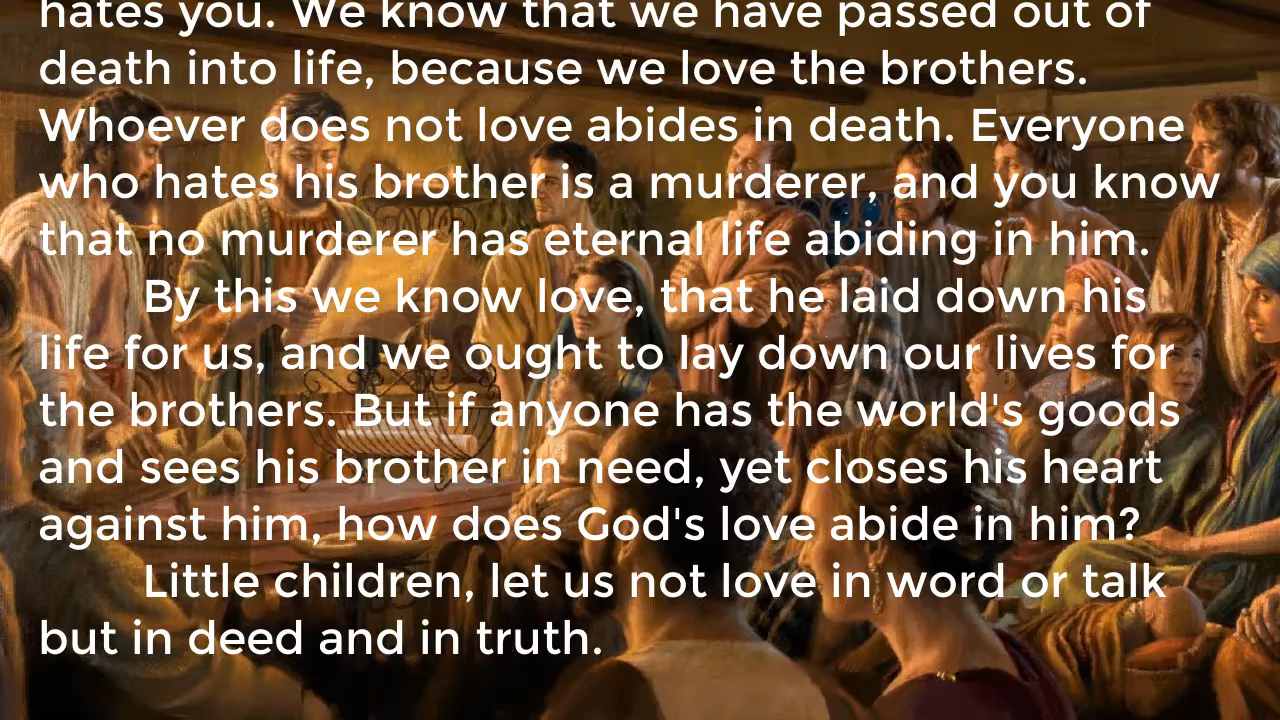 hates you. We know that we have passed out of
death into life, because we love the brothers.
Whoever does not love abides in death. Everyone
who hates his brother is a murderer, and you know
that no murderer has eternal life abiding in him.
By this we know love, that he laid down his
life for us, and we ought to lay down our lives for
the brothers. But if anyone has the world's goods
and sees his brother in need, yet closes his heart
against him, how does God's love abide in him?
Little children, let us not love in word or talk
but in deed and in truth.